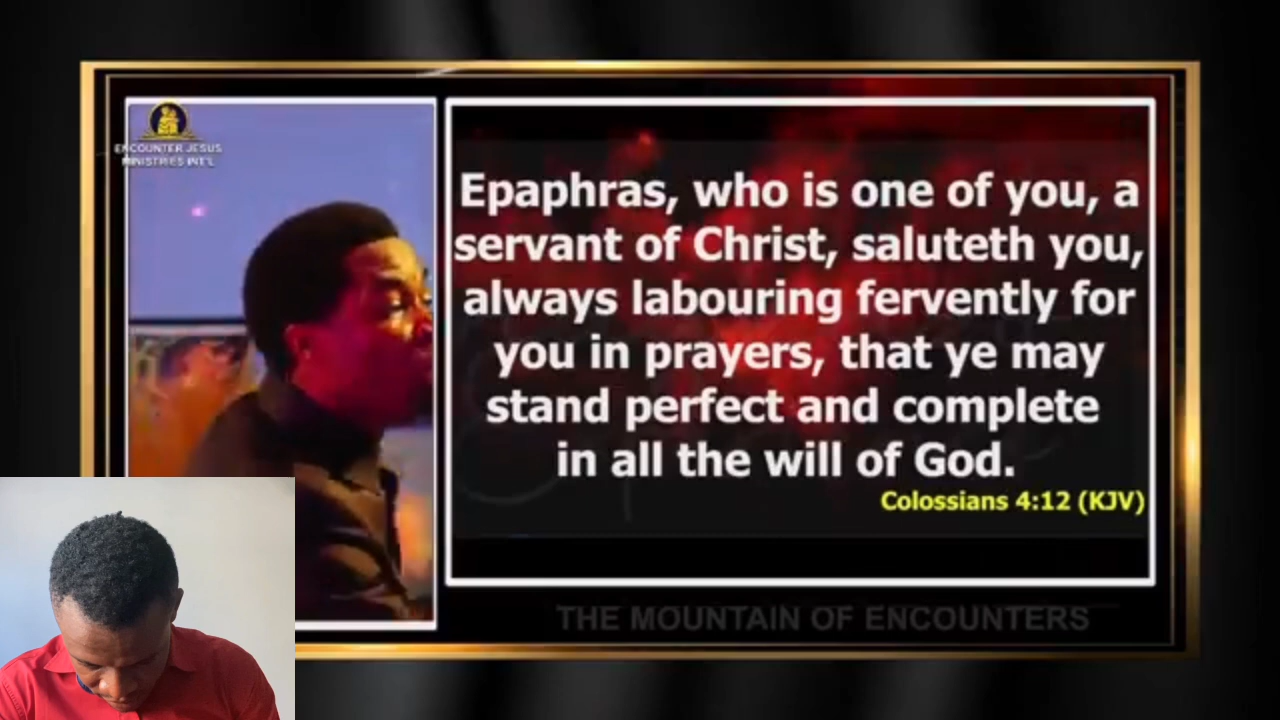 ENCOUNTER JESUS
MINISTRIES INT'L
Epaphras, who is one of you, a
servant of Christ, saluteth you,
always labouring fervently for
you in prayers, that ye may
stand perfect and complete
in all the will of God.
Colossians 4:12 (KJV)
THE MOUNTAIN OF ENCOUNTERS